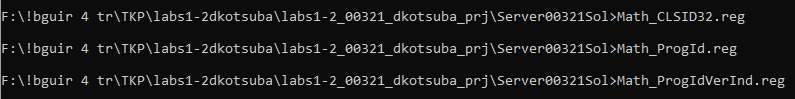 F:\!bguir 4 tr\TKP\labs1-2dkotsuba\labs1-2_00321_dkotsuba_prj\Server00321Sol>Math_CLSID32.reg
F:\!bguir 4 tr\TKP\labs1-2dkotsuba\labs1-2_00321_dkotsuba_prj\Server00321Sol>Math_ProgId.reg
F:\!bguir 4 tr\TKP\labs1-2dkotsuba\labs1-2_00321_dkotsuba_prj\Server00321Sol>Math_ProgIdVerInd.reg